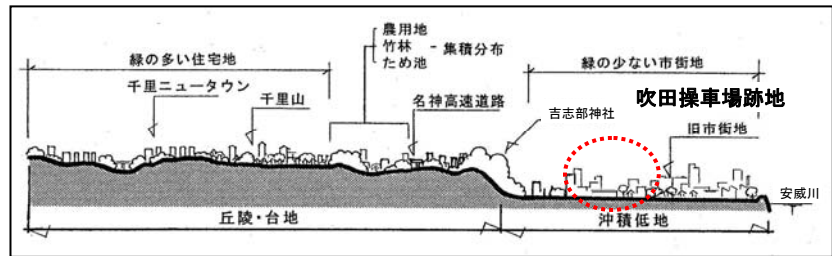 農用地
竹林
ため池
集積分布
緑の多い住宅地
緑の少ない市街地
千里ニュータウン
千里山
名神高速道路
吉志部神社
吹田操車場跡地
旧市街地
安威川
丘陵・台地
沖積低地